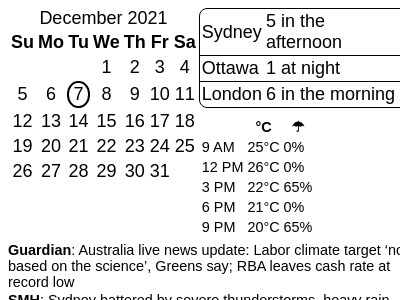 December 2021
Su Mo Tu We Th Fr Sa
1 2 3 4
5 6 7 8 9 10 11
12 13 14 15 16 17 18
19 20 21 22 23 24 25
26 27 28 29 30 31
Sydney 5 in the
afternoon
Ottawa 1 at night
London 6 in the morning
°C ☂
9 AM 25°C 0%
12 PM 26°C 0%
3 PM 22°C 65%
6 PM 21°C 0%
9 PM 20°C 65%
Guardian: Australia live news update: Labor climate target ‘no
based on the science’, Greens say; RBA leaves cash rate at
record low
SMH: Sydney battered by severe thunderstorms, heavy rain